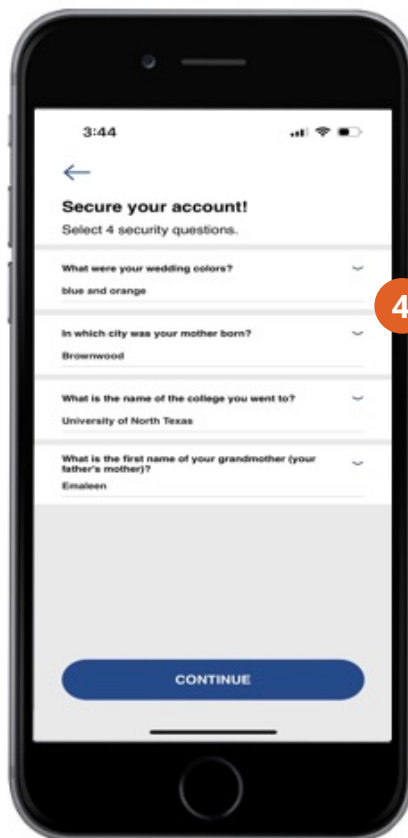 3:44
Secure your account!
Select 4 security questions.
What were your wedding colors?
blue and orange
4
In which city was your mother born?
Brownwood
What is the name of the college you went to?
University of North Texas
What is the first name of your grandmother (your
father's mother)?
Emaleen
CONTINUE